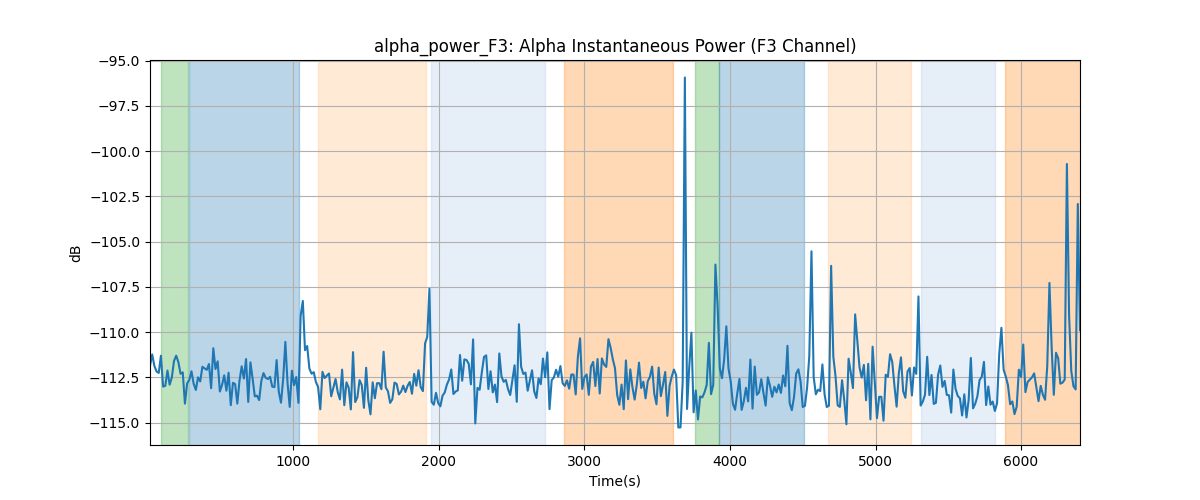 alpha_power_F3: Alpha Instantaneous Power (F3 Channel)
−95.0
−97.5
−100.0
−102.5
−105.0
−107.5
−110.0
−112.5
−115.0
dB
1000 2000 3000 4000 5000 6000
Time(s)